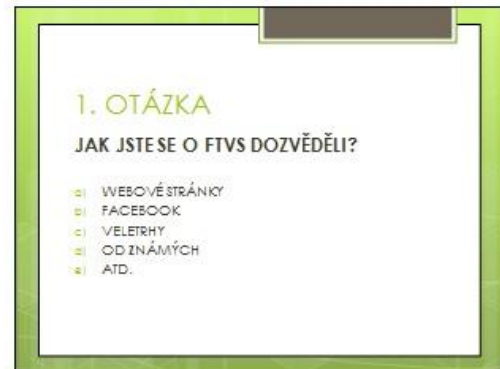 1. OTÁZKA
JAK JSTE SE O FTVS DOZVĚDĚLI?
a) WEBOVÉ STRÁNKY
b) FACEBOOK
c) VELETRHY
d) OD ZNÁMÝCH
e) ATD.